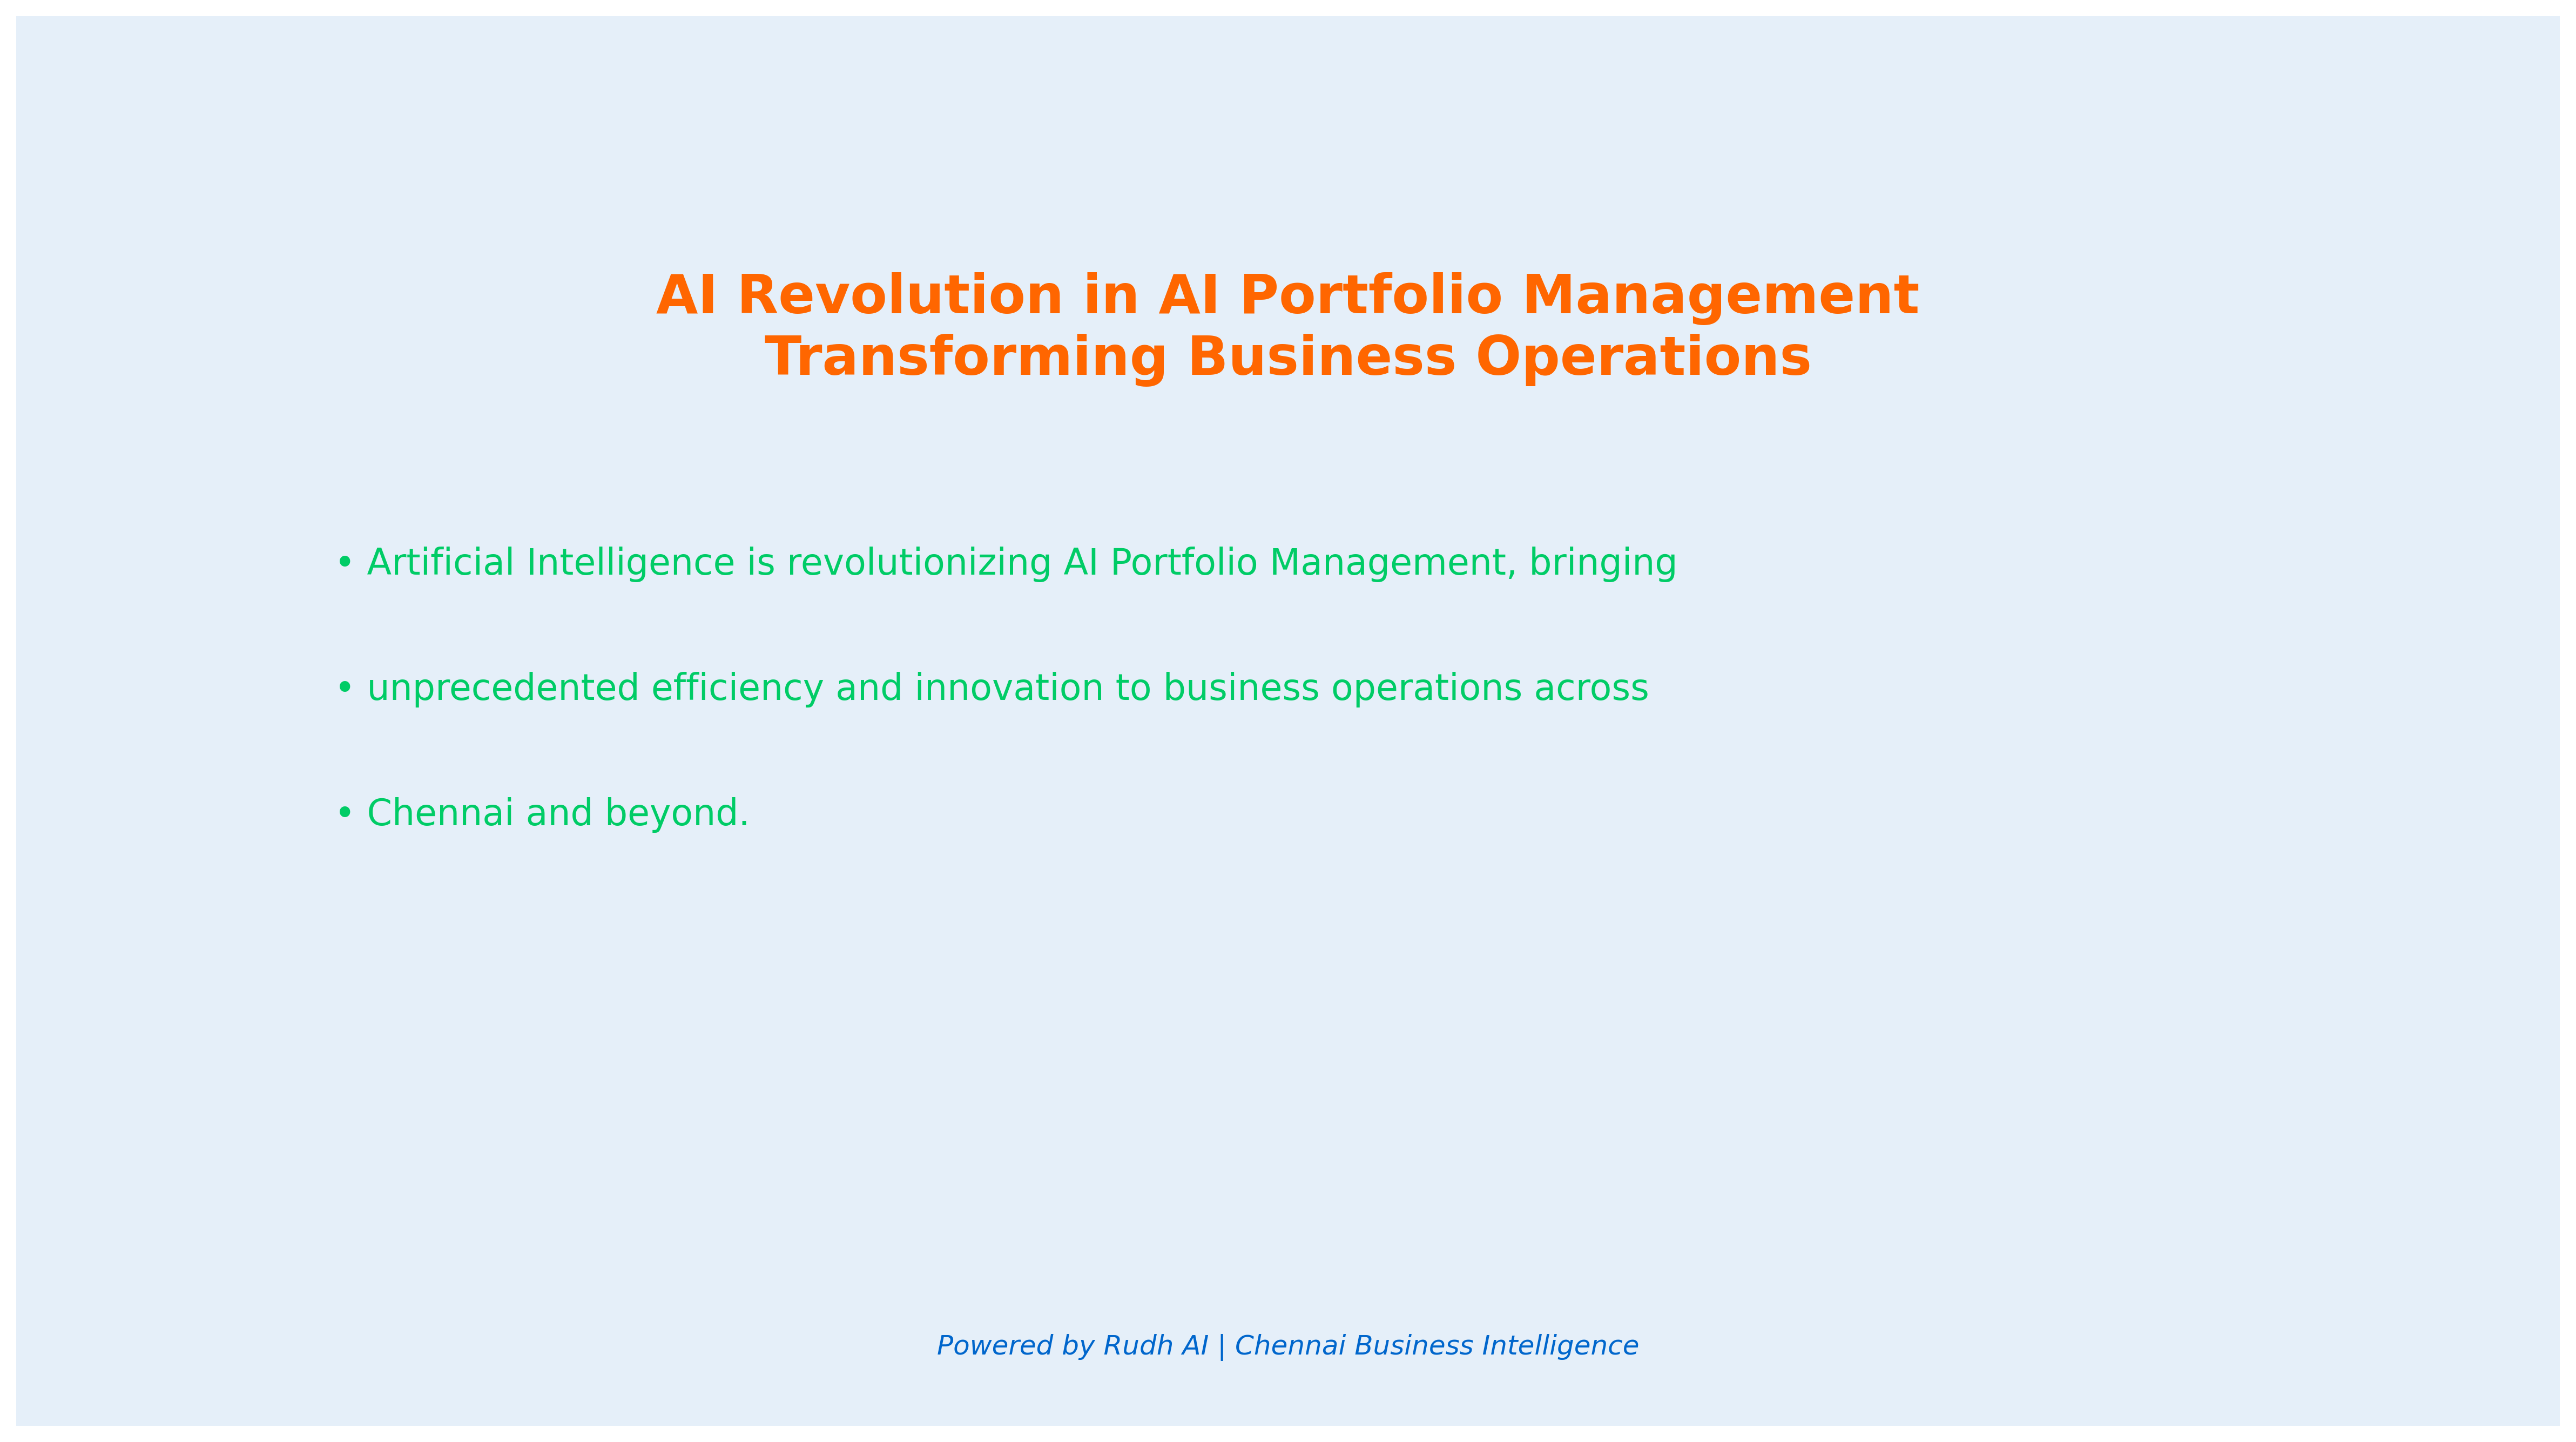 AI Revolution in AI Portfolio Management
Transforming Business Operations
• Artificial Intelligence is revolutionizing AI Portfolio Management, bringing
• unprecedented efficiency and innovation to business operations across
• Chennai and beyond.
Powered by Rudh AI | Chennai Business Intelligence